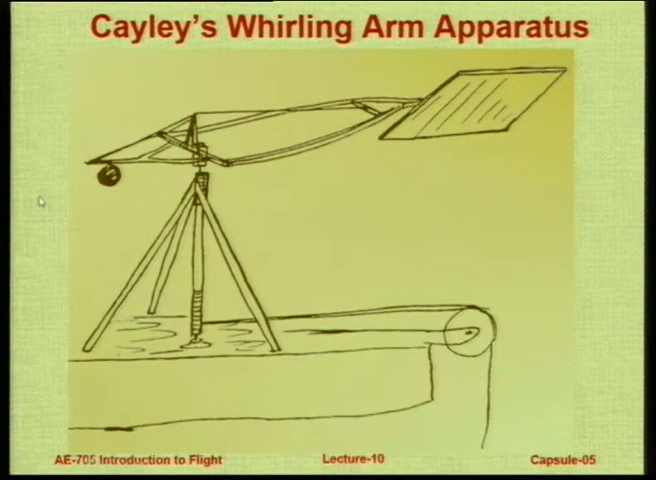 Cayley's Whirling Arm Apparatus
AE-705 Introduction to Flight Lecture-10 Capsule-05